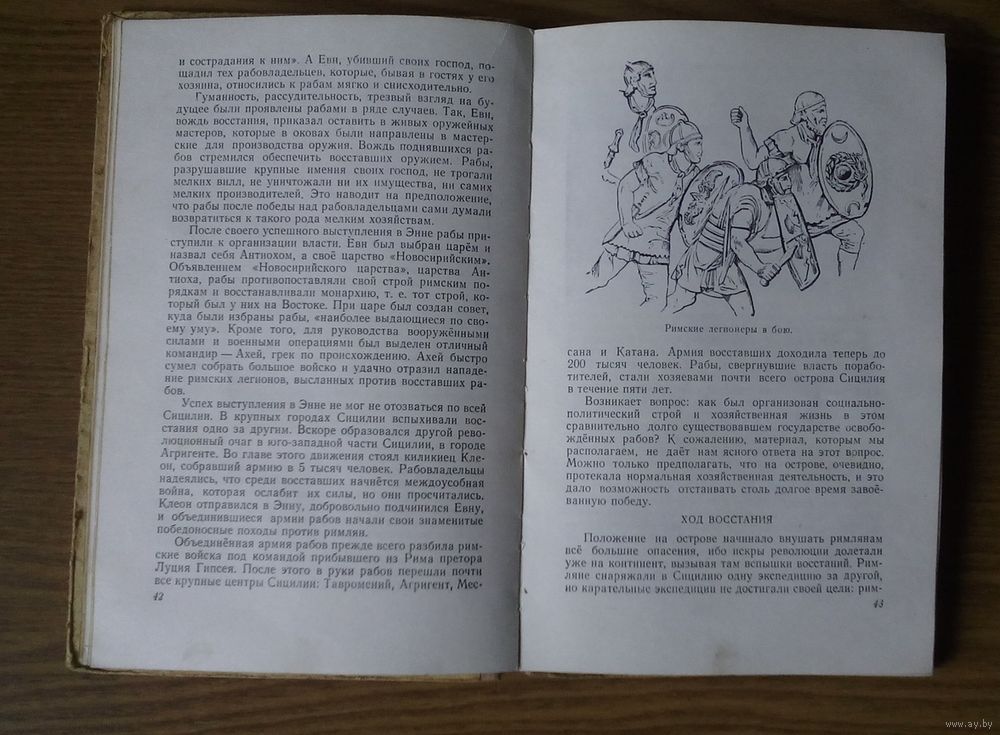 и сострадания к ним». А Евн, убивший своих господ, по-
щадил тех рабовладельцев, которые, бывая в гостях у его
хозяина, относились к рабам мягко и снисходительно.
Гуманность, рассудительность, трезвый взгляд на бу-
дущее были проявлены рабами в ряде случаев. Так, Евн,
вождь восстания, приказал оставить в живых оружейных
мастеров, которые в оковах были направлены в мастер-
ские для производства оружия. Вождь поднявшихся ра-
бов стремился обеспечить восставших оружием. Рабы,
разрушавшие крупные имения своих господ, не трогали
мелких вилл, не уничтожали ни их имущества, ни самих
мелких производителей. Это наводит на предположение,
что рабы после победы над рабовладельцами сами думали
возвратиться к такого рода мелким хозяйствам.
После своего успешного выступления в Энне рабы при-
ступили к организации власти. Евн был выбран царём и
назвал себя Антиохом, а своё царство «Новосирийским».
Объявлением «Новосирийского царства», царства Ан-
тиоха, рабы противопоставляли свой строй римским по-
рядкам и восстанавливали монархию, т. е. тот строй, ко-
торый был у них на Востоке. При царе был создан совет,
куда были избраны рабы, «наиболее выдающиеся по сво-
ему уму». Кроме того, для руководства вооружёнными
силами и военными операциями был выделен отличный
командир — Ахей, грек по происхождению. Ахей быстро
сумел собрать большое войско и удачно отразил нападе-
ние римских легионов, высланных против восставших ра-
бов.
Успех выступления в Энне не мог не отозваться по всей
Сицилии. В крупных городах Сицилии вспыхивали вос-
стания одно за другим. Вскоре образовался другой рево-
люционный очаг в юго-западной части Сицилии, в городе
Агригенте. Во главе этого движения стоял киликиец Кле-
он, собравший армию в 5 тысяч человек. Рабовладельцы
надеялись, что среди восставших начнётся междоусобная
война, которая ослабит их силы, но они просчитались.
Клеон отправился в Энну, добровольно подчинился Евну,
и объединившиеся армии рабов начали свои знаменитые
победоносные походы против римлян.
Объединённая армия рабов прежде всего разбила рим-
ские войска под командой прибывшего из Рима претора
Луция Гипсея. После этого в руки рабов перешли почти
все крупные центры Сицилии: Тавромений, Агригент, Мес-
42
Римские легионеры в бою.
сана и Катана. Армия восставших доходила теперь до
200 тысяч человек. Рабы, свергнувшие власть порабо-
тителей, стали хозяевами почти всего острова Сицилия
в течение пяти лет.
Возникает вопрос: как был организован социально-
политический строй и хозяйственная жизнь в этом
сравнительно долго существовавшем государстве освобо-
ждённых рабов? К сожалению, материал, которым мы
располагаем, не даёт нам ясного ответа на этот вопрос.
Можно только предполагать, что на острове, очевидно,
протекала нормальная хозяйственная деятельность, и это
дало возможность отстаивать столь долгое время завоё-
ванную победу.
ХОД ВОССТАНИЯ
Положение на острове начинало внушать римлянам
всё большие опасения, ибо искры революции долетали
уже на континент, вызывая там вспышки восстаний. Рим-
ляне снаряжали в Сицилию одну экспедицию за другой,
но карательные экспедиции не достигали своей цели: рим-
43
www.ay.by